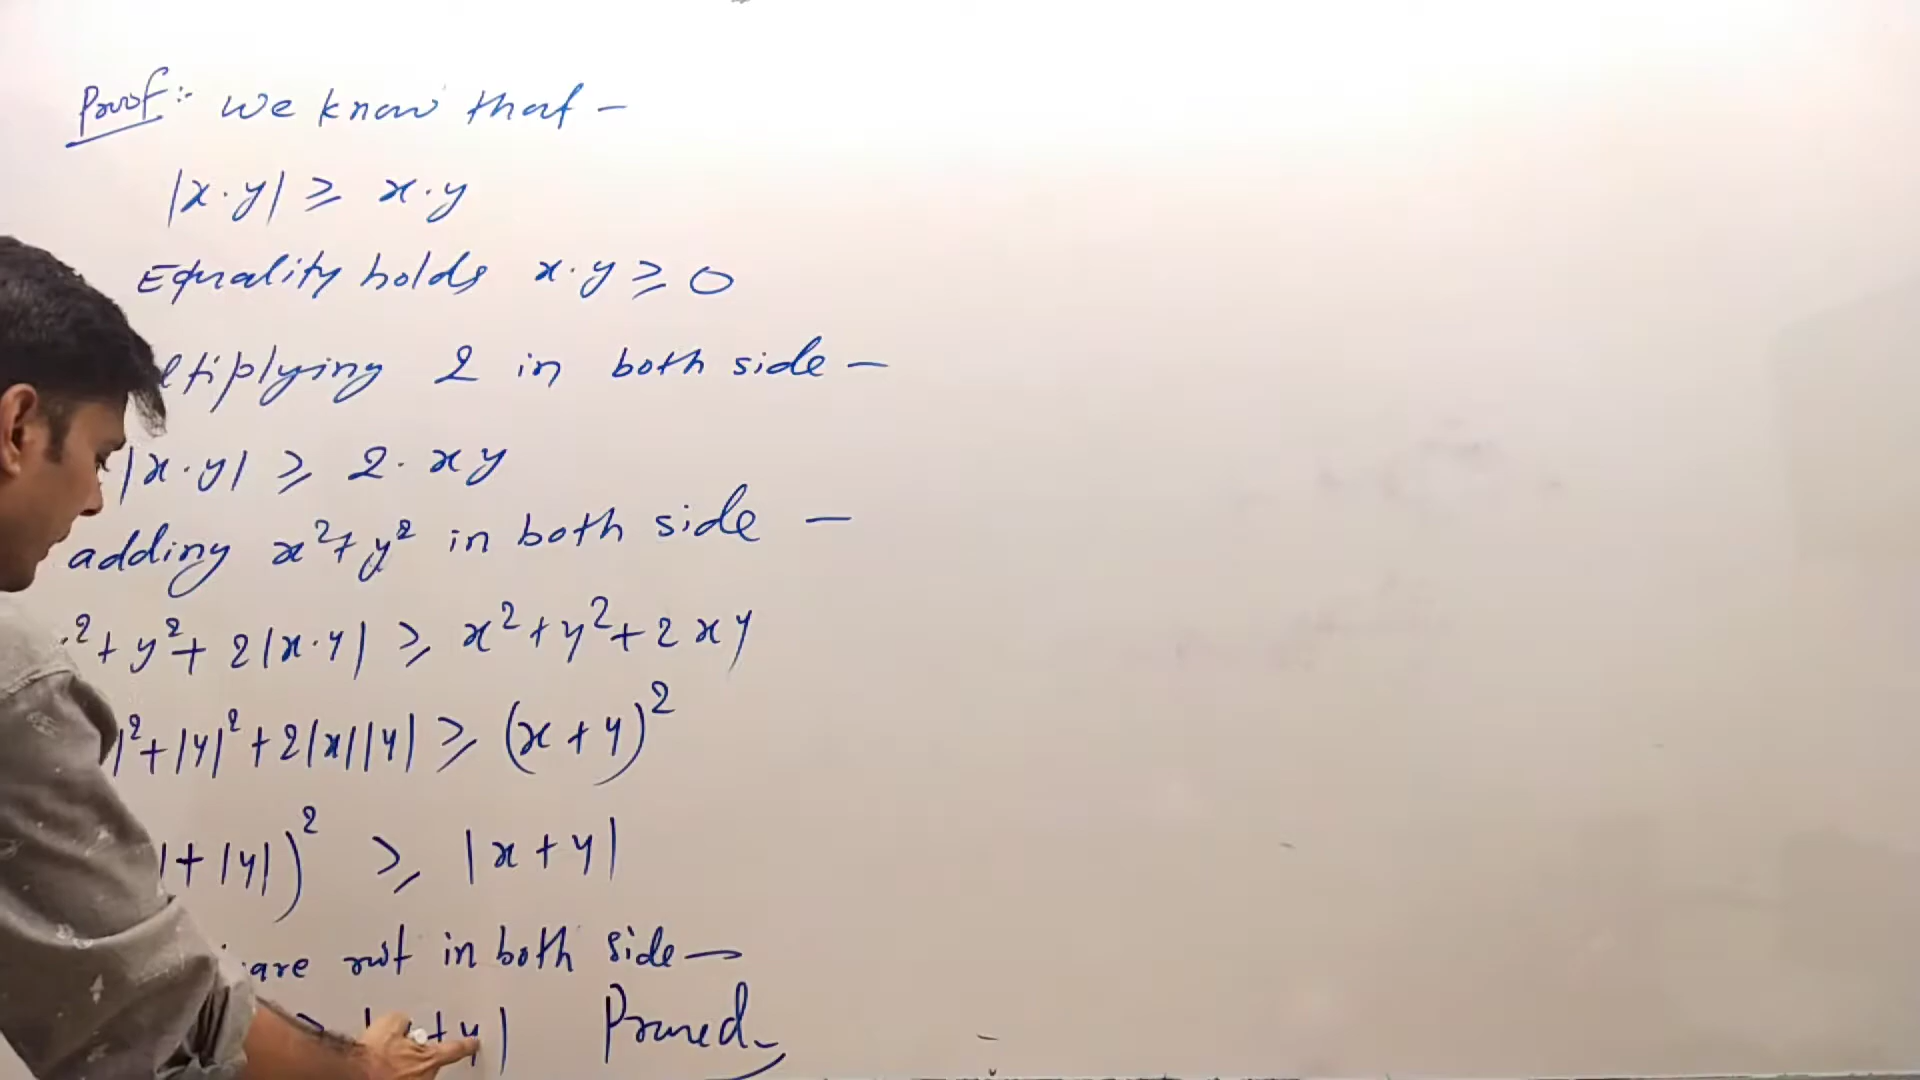 Proof:- We know that -
|x·y| ≥ x·y
Equality holds x·y ≥ 0
ltiplying 2 in both side -
|x·y| ≥ 2·xy
adding x²+y² in both side -
²+y²+2|x·y| ≥ x²+y²+2xy
|²+|y|²+2|x||y| ≥ (x+y)²
|+|y|)² ≥ |x+y|
are in both side -
+y| Proved